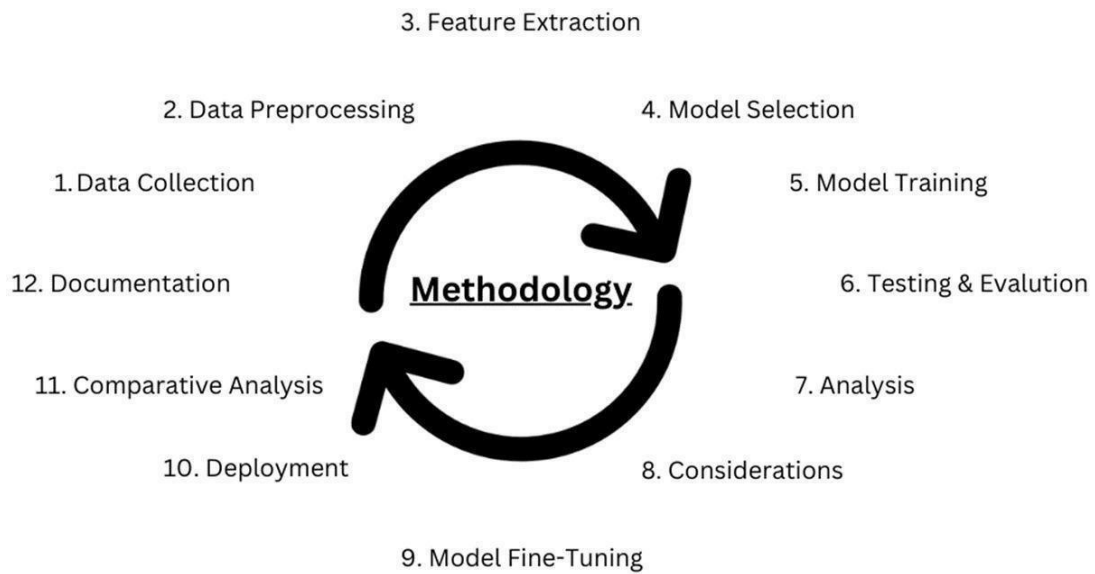 3. Feature Extraction
2. Data Preprocessing
4. Model Selection
1. Data Collection
5. Model Training
12. Documentation
Methodology
6. Testing & Evalution
11. Comparative Analysis
7. Analysis
10. Deployment
8. Considerations
9. Model Fine-Tuning